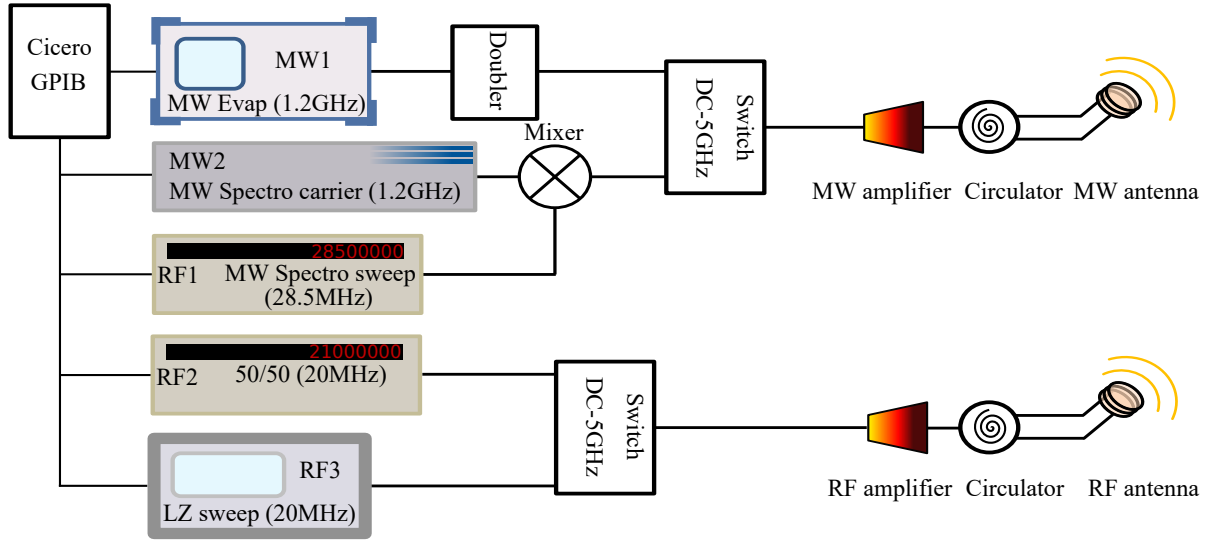 Cicero
GPIB
MW1
MW Evap (1.2GHz)
Doubler
Switch
DC-5GHz
MW amplifier
Circulator
MW antenna
Mixer
MW2
MW Spectro carrier (1.2GHz)
28500000
RF1
MW Spectro sweep
(28.5MHz)
21000000
RF2
50/50 (20MHz)
Switch
DC-5GHz
RF3
LZ sweep (20MHz)
RF amplifier
Circulator
RF antenna